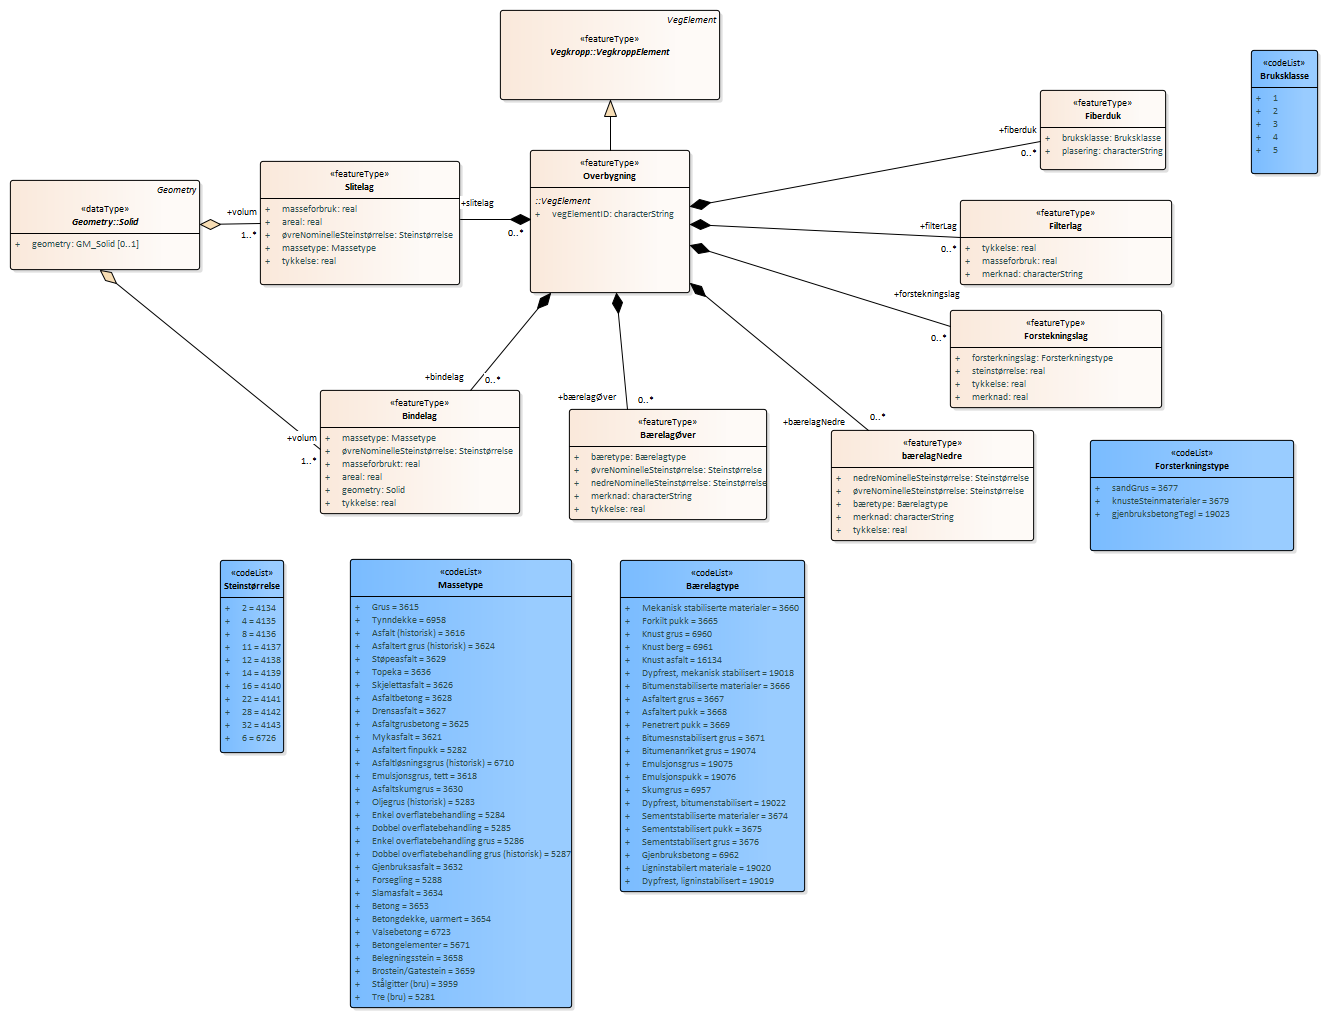 VegElement
«featureType»
Vegkropp::VegkroppElement
«codeList»
Bruksklasse
+ 1
+ 2
+ 3
+ 4
+ 5
«featureType»
Fiberduk
+ bruksklasse: Bruksklasse
+ plasering: characterString
+fiberduk
0..*
«featureType»
Overbygning
::VegElement
+ vegElementID: characterString
«featureType»
Slitelag
+ masseforbruk: real
+ areal: real
+ øvreNominelleSteinstørrelse: Steinstørrelse
+ massetype: Massetype
+ tykkelse: real
+slitelag
0..*
Geometry
«dataType»
Geometry::Solid
+ geometry: GM_Solid [0..1]
+volum
1..*
«featureType»
Filterlag
+ tykkelse: real
+ masseforbruk: real
+ merknad: characterString
+filterLag
0..*
+forstekningslag
0..*
«featureType»
Forstekningslag
+ forsterkningslag: Forsterkningstype
+ steinstørrelse: real
+ tykkelse: real
+ merknad: real
+bindelag
0..*
+volum
1..*
«featureType»
Bindelag
+ massetype: Massetype
+ øvreNominelleSteinstørrelse: Steinstørrelse
+ masseforbrukt: real
+ areal: real
+ geometry: Solid
+ tykkelse: real
+bærelagØver
0..*
«featureType»
BærelagØver
+ bæretype: Bærelagtype
+ øvreNominelleSteinstørrelse: Steinstørrelse
+ nedreNominelleSteinstørrelse: Steinstørrelse
+ merknad: characterString
+ tykkelse: real
+bærelagNedre
0..*
«featureType»
bærelagNedre
+ nedreNominelleSteinstørrelse: Steinstørrelse
+ øvreNominelleSteinstørrelse: Steinstørrelse
+ bæretype: Bærelagtype
+ merknad: characterString
+ tykkelse: real
«codeList»
Forsterkningstype
+ sandGrus = 3677
+ knusteSteinmaterialer = 3679
+ gjenbruksbetongTegl = 19023
«codeList»
Steinstørrelse
+ 2 = 4134
+ 4 = 4135
+ 8 = 4136
+ 11 = 4137
+ 12 = 4138
+ 14 = 4139
+ 16 = 4140
+ 22 = 4141
+ 28 = 4142
+ 32 = 4143
+ 6 = 6726
«codeList»
Massetype
+ Grus = 3615
+ Tynndekke = 6958
+ Asfalt (historisk) = 3616
+ Asfaltert grus (historisk) = 3624
+ Støpeasfalt = 3629
+ Topeka = 3636
+ Skjelettasfalt = 3626
+ Asfaltbetong = 3628
+ Drensasfalt = 3627
+ Asfaltgrusbetong = 3625
+ Mykasfalt = 3621
+ Asfaltert finpukk = 5282
+ Asfaltløsningsgrus (historisk) = 6710
+ Emulsjonsgrus, tett = 3618
+ Asfaltskumgrus = 3630
+ Oljegrus (historisk) = 5283
+ Enkel overflatebehandling = 5284
+ Dobbel overflatebehandling = 5285
+ Enkel overflatebehandling grus = 5286
+ Dobbel overflatebehandling grus (historisk) = 5287
+ Gjenbruksasfalt = 3632
+ Forsegling = 5288
+ Slamasfalt = 3634
+ Betong = 3653
+ Betongdekke, uarmert = 3654
+ Valsebetong = 6723
+ Betongelementer = 5671
+ Belegningsstein = 3658
+ Brostein/Gatestein = 3659
+ Stålgitter (bru) = 3959
+ Tre (bru) = 5281
«codeList»
Bærelagtype
+ Mekanisk stabiliserte materialer = 3660
+ Forkilt pukk = 3665
+ Knust grus = 6960
+ Knust berg = 6961
+ Knust asfalt = 16134
+ Dypfrest, mekanisk stabilisert = 19018
+ Bitumenstabiliserte materialer = 3666
+ Asfaltert grus = 3667
+ Asfaltert pukk = 3668
+ Penetrert pukk = 3669
+ Bitumesnstabilisert grus = 3671
+ Bitumenanriket grus = 19074
+ Emulsjonsgrus = 19075
+ Emulsjonspukk = 19076
+ Skumgrus = 6957
+ Dypfrest, bitumenstabilisert = 19022
+ Sementstabiliserte materialer = 3674
+ Sementstabilisert pukk = 3675
+ Sementstabilisert grus = 3676
+ Gjenbruksbetong = 6962
+ Ligninstabilert materiale = 19020
+ Dypfrest, ligninstabilisert = 19019